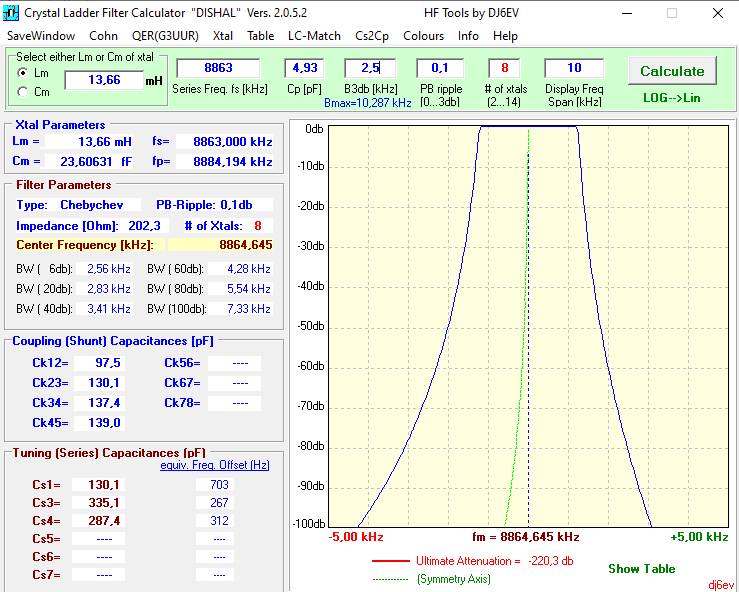 Crystal Ladder Filter Calculator "DISHAL" Vers. 2.0.5.2 HF Tools by DJ6EV
SaveWindow Cohn QER(G3UUR) Xtal Table LC-Match Cs2Cp Colours Info Help
Select either Lm or Cm of xtal
Lm
Cm
13,66 mH
8863 4,93 2,5 0,1 8 10 Calculate
Series Freq. fs [kHz] Cp [pF] B3db [kHz] PB ripple # of xtals Display Freq
Bmax=10,287 kHz [0...3db] (2...14) Span [kHz] LOG-->Lin
Xtal Parameters
Lm = 13,66 mH fs= 8863,000 kHz
Cm = 23,60631 fF fp= 8884,194 kHz
Filter Parameters
Type: Chebychev PB-Ripple: 0,1db
Impedance [Ohm]: 202,3 # of Xtals: 8
Center Frequency [kHz]: 8864,645
BW ( 6db): 2,56 kHz BW ( 60db): 4,28 kHz
BW ( 20db): 2,83 kHz BW ( 80db): 5,54 kHz
BW ( 40db): 3,41 kHz BW (100db): 7,33 kHz
Coupling (Shunt) Capacitances [pF]
Ck12= 97,5 Ck56= ----
Ck23= 130,1 Ck67= ----
Ck34= 137,4 Ck78= ----
Ck45= 139,0
Tuning (Series) Capacitances [pF]
equiv. Freq. Offset (Hz)
Cs1= 130,1 703
Cs3= 335,1 267
Cs4= 287,4 312
Cs5= ---- ----
Cs6= ---- ----
Cs7= ---- ----
0db
-10db
-20db
-30db
-40db
-50db
-60db
-70db
-80db
-90db
-100db
-5,00 kHz fm = 8864,645 kHz +5,00 kHz
Ultimate Attenuation = -220,3 db
(Symmetry Axis)
Show Table
dj6ev